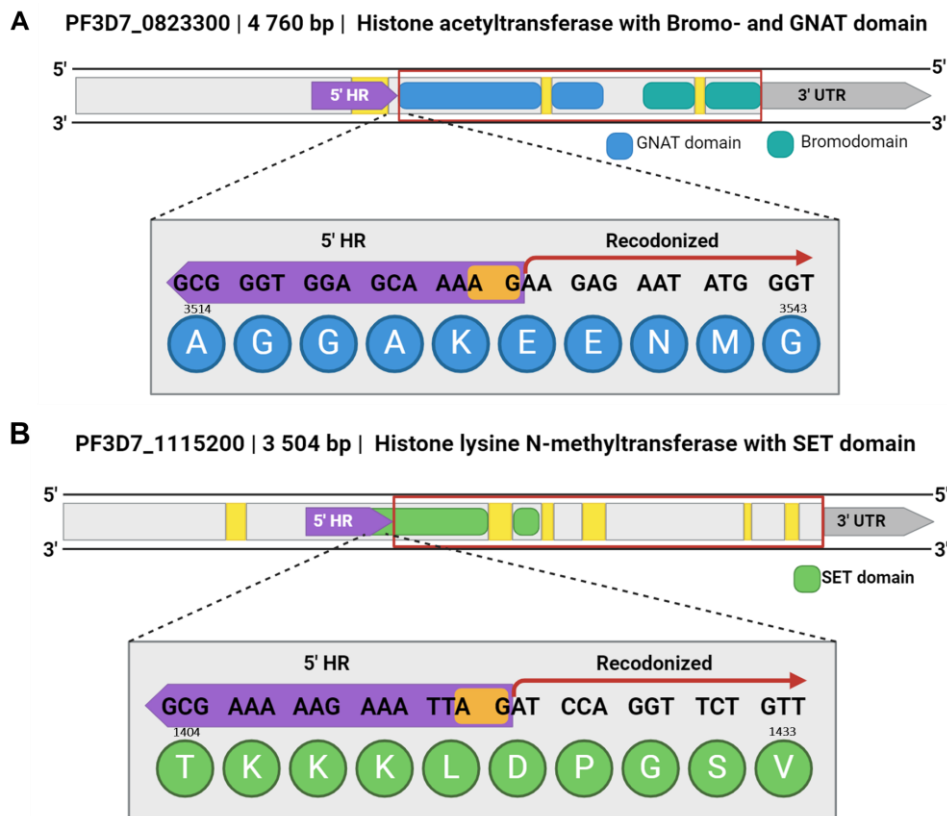 A PF3D7_0823300 | 4 760 bp | Histone acetyltransferase with Bromo- and GNAT domain
5' 5'
5' HR 3' UTR
3' 3'
GNAT domain Bromodomain
5' HR Recodonized
GCG GGT GGA GCA AAA GAA GAG AAT ATG GGT
3514 3543
A G G A K E E N M G
B PF3D7_1115200 | 3 504 bp | Histone lysine N-methyltransferase with SET domain
5' 5'
5' HR 3' UTR
3' 3'
SET domain
5' HR Recodonized
GCG AAA AAG AAA TTA GAT CCA GGT TCT GTT
1404 1433
T K K K L D P G S V